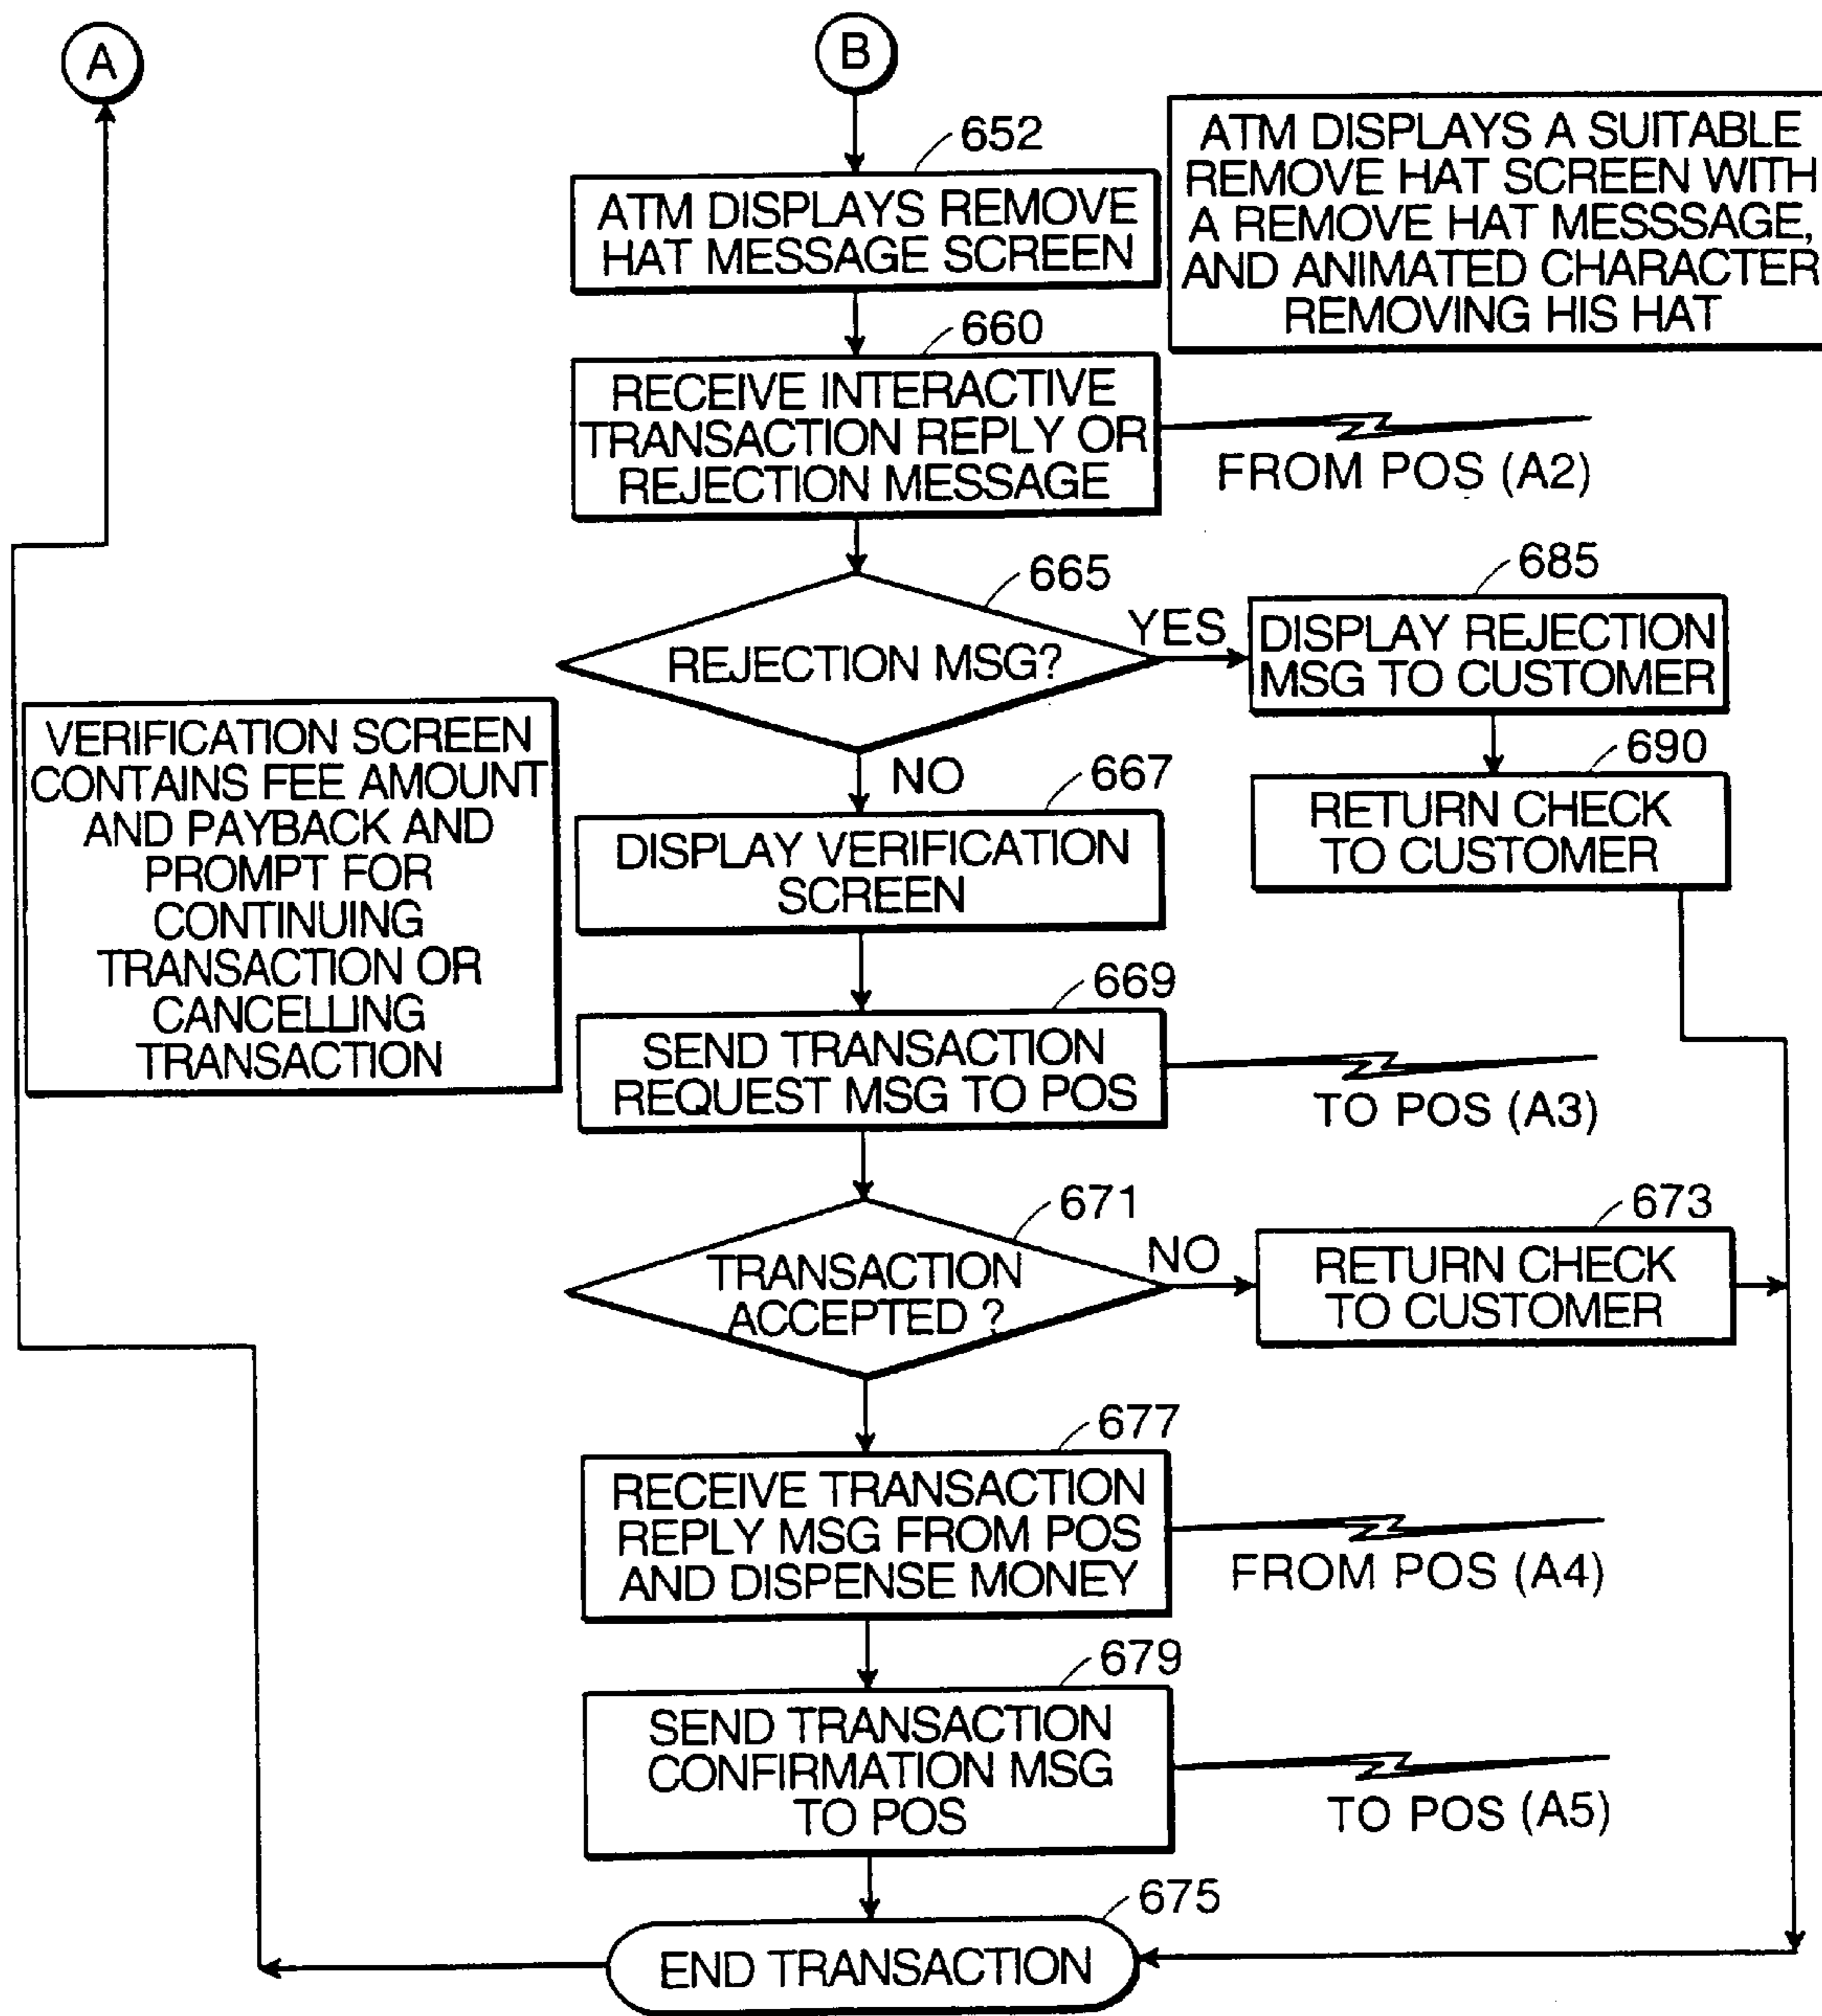 A
B
652
ATM DISPLAYS REMOVE
HAT MESSAGE SCREEN
ATM DISPLAYS A SUITABLE
REMOVE HAT SCREEN WITH
A REMOVE HAT MESSSAGE,
AND ANIMATED CHARACTER
REMOVING HIS HAT
660
RECEIVE INTERACTIVE
TRANSACTION REPLY OR
REJECTION MESSAGE
FROM POS (A2)
665
REJECTION MSG?
YES
685
DISPLAY REJECTION
MSG TO CUSTOMER
690
RETURN CHECK
TO CUSTOMER
NO
667
DISPLAY VERIFICATION
SCREEN
VERIFICATION SCREEN
CONTAINS FEE AMOUNT
AND PAYBACK AND
PROMPT FOR
CONTINUING
TRANSACTION OR
CANCELLING
TRANSACTION
669
SEND TRANSACTION
REQUEST MSG TO POS
TO POS (A3)
671
TRANSACTION
ACCEPTED ?
NO
673
RETURN CHECK
TO CUSTOMER
677
RECEIVE TRANSACTION
REPLY MSG FROM POS
AND DISPENSE MONEY
FROM POS (A4)
679
SEND TRANSACTION
CONFIRMATION MSG
TO POS
TO POS (A5)
675
END TRANSACTION